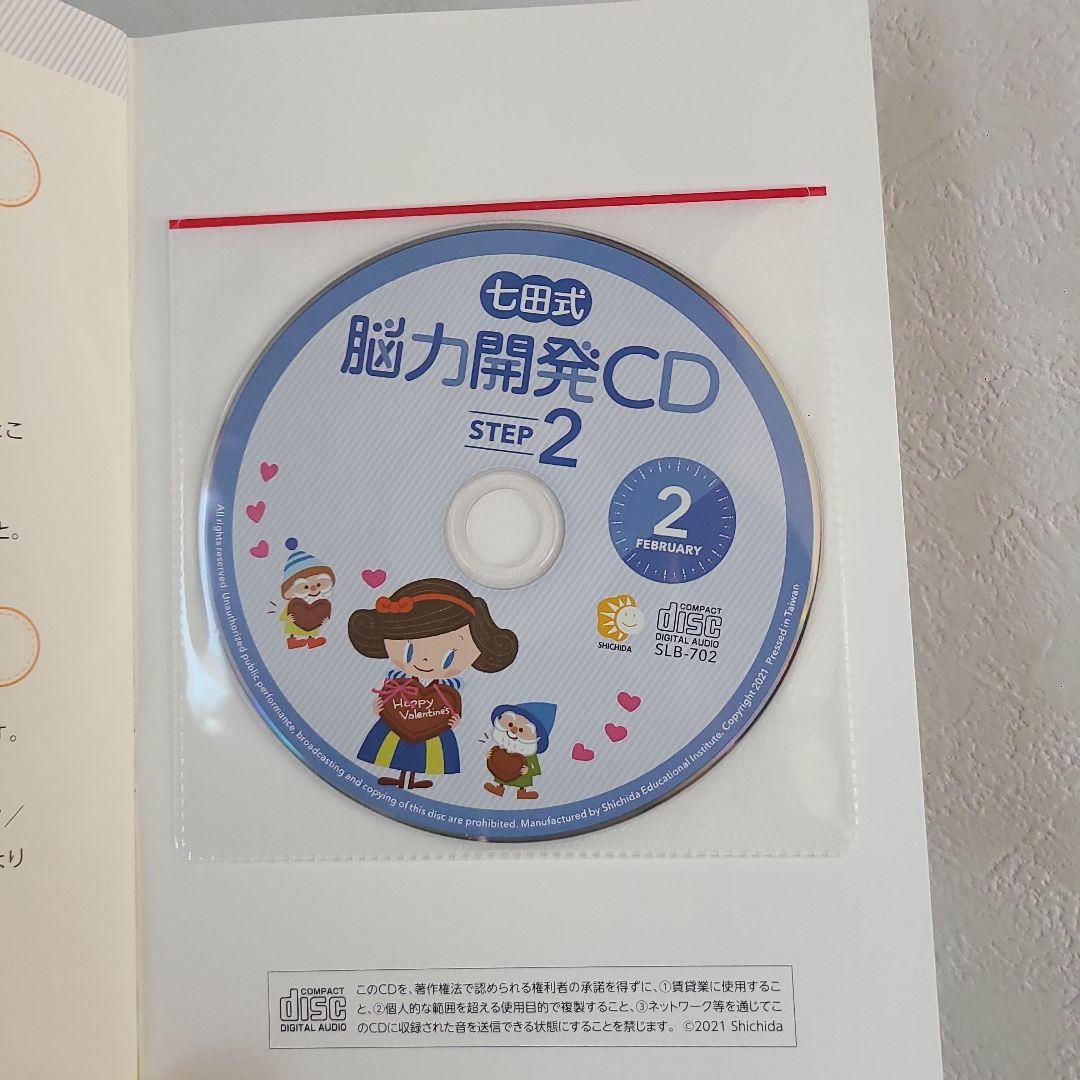 こ
と。
す。
/
より
七田式
脳力開発CD
STEP 2
2
FEBRUARY
Happy
Valentine's
SHICHIDA
COMPACT
disc
DIGITAL AUDIO
SLB-702
All rights reserved. Unauthorized public performance, broadcasting and copying of this disc are prohibited. Manufactured by Shichida Educational Institute. Copyright 2021 Pressed in Taiwan
COMPACT
disc
DIGITAL AUDIO
このCDを、著作権法で認められる権利者の承諾を得ずに、①賃貸業に使用するこ
と、②個人的な範囲を超える使用目的で複製すること、③ネットワーク等を通じてこ
のCDに収録された音を送信できる状態にすることを禁じます。 ©2021 Shichida